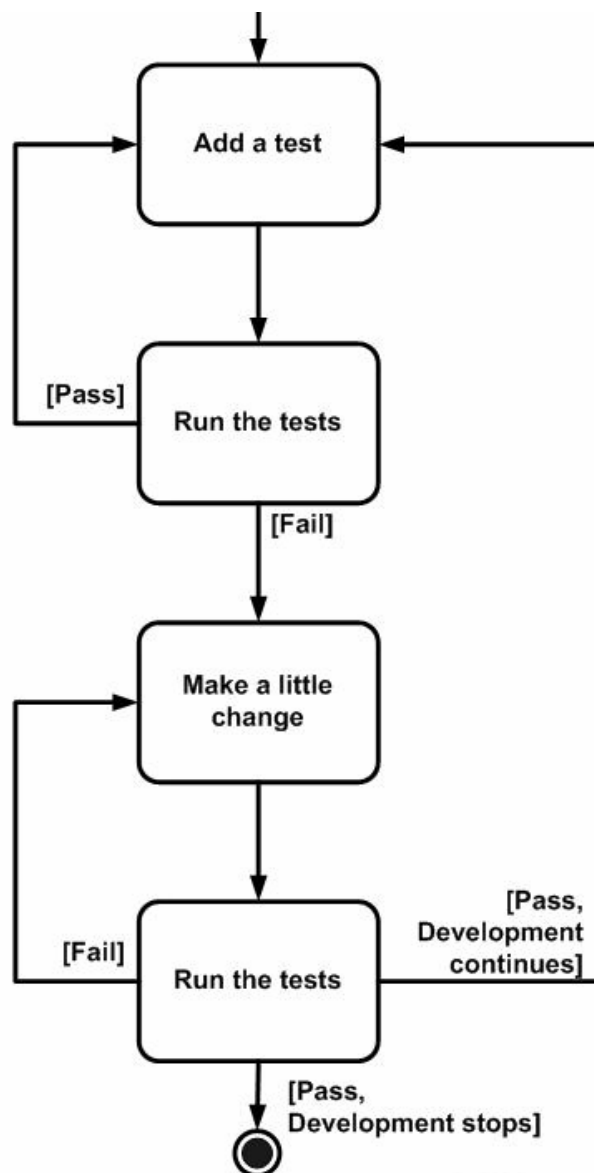 Add a test
[Pass]
Run the tests
[Fail]
Make a little
change
[Fail]
Run the tests
[Pass,
Development
continues]
[Pass,
Development stops]